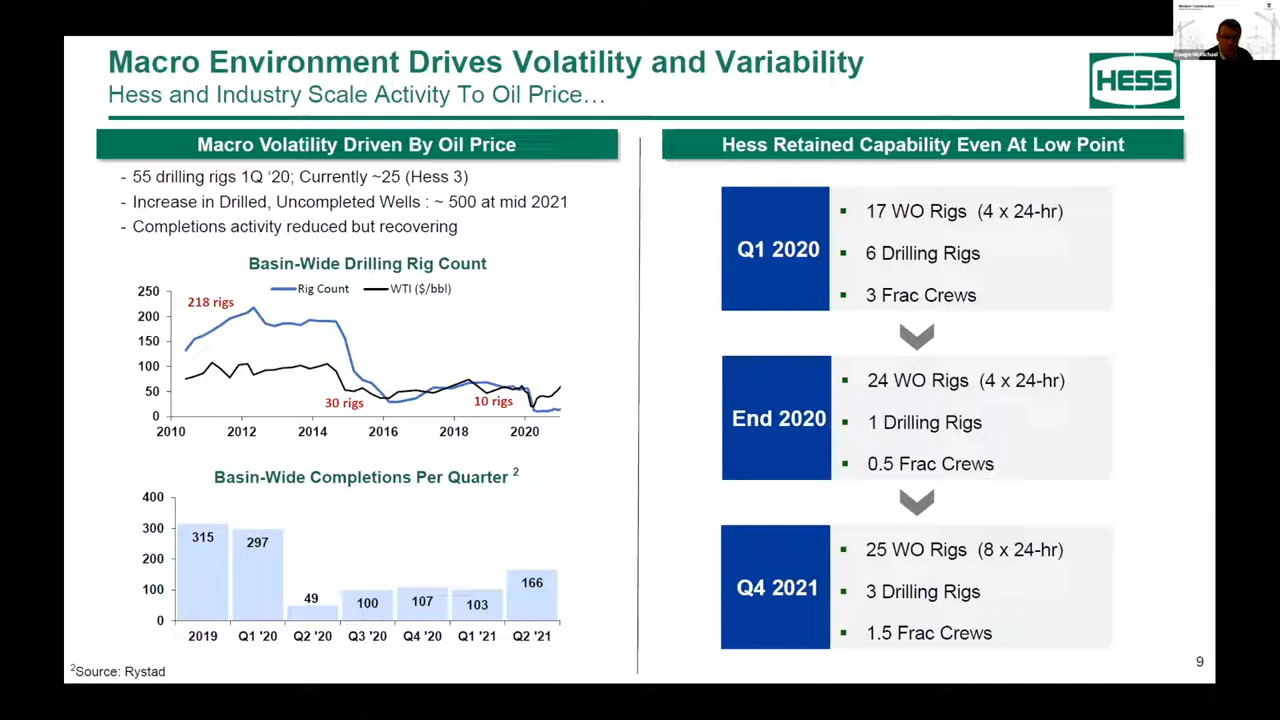 Modern Construction
Dougie McMichael
Macro Environment Drives Volatility and Variability
Hess and Industry Scale Activity To Oil Price…
HESS
Macro Volatility Driven By Oil Price
- 55 drilling rigs 1Q ‘20; Currently ~25 (Hess 3)
- Increase in Drilled, Uncompleted Wells : ~ 500 at mid 2021
- Completions activity reduced but recovering
Basin-Wide Drilling Rig Count
Rig Count WTI ($/bbl)
250
200
150
100
50
0
218 rigs
30 rigs
10 rigs
2010 2012 2014 2016 2018 2020
Basin-Wide Completions Per Quarter 2
400
300
200
100
0
315 297 49 100 107 103 166
2019 Q1 '20 Q2 '20 Q3 '20 Q4 '20 Q1 '21 Q2 '21
2Source: Rystad
Hess Retained Capability Even At Low Point
Q1 2020
▪ 17 WO Rigs (4 x 24-hr)
▪ 6 Drilling Rigs
▪ 3 Frac Crews
End 2020
▪ 24 WO Rigs (4 x 24-hr)
▪ 1 Drilling Rigs
▪ 0.5 Frac Crews
Q4 2021
▪ 25 WO Rigs (8 x 24-hr)
▪ 3 Drilling Rigs
▪ 1.5 Frac Crews
9